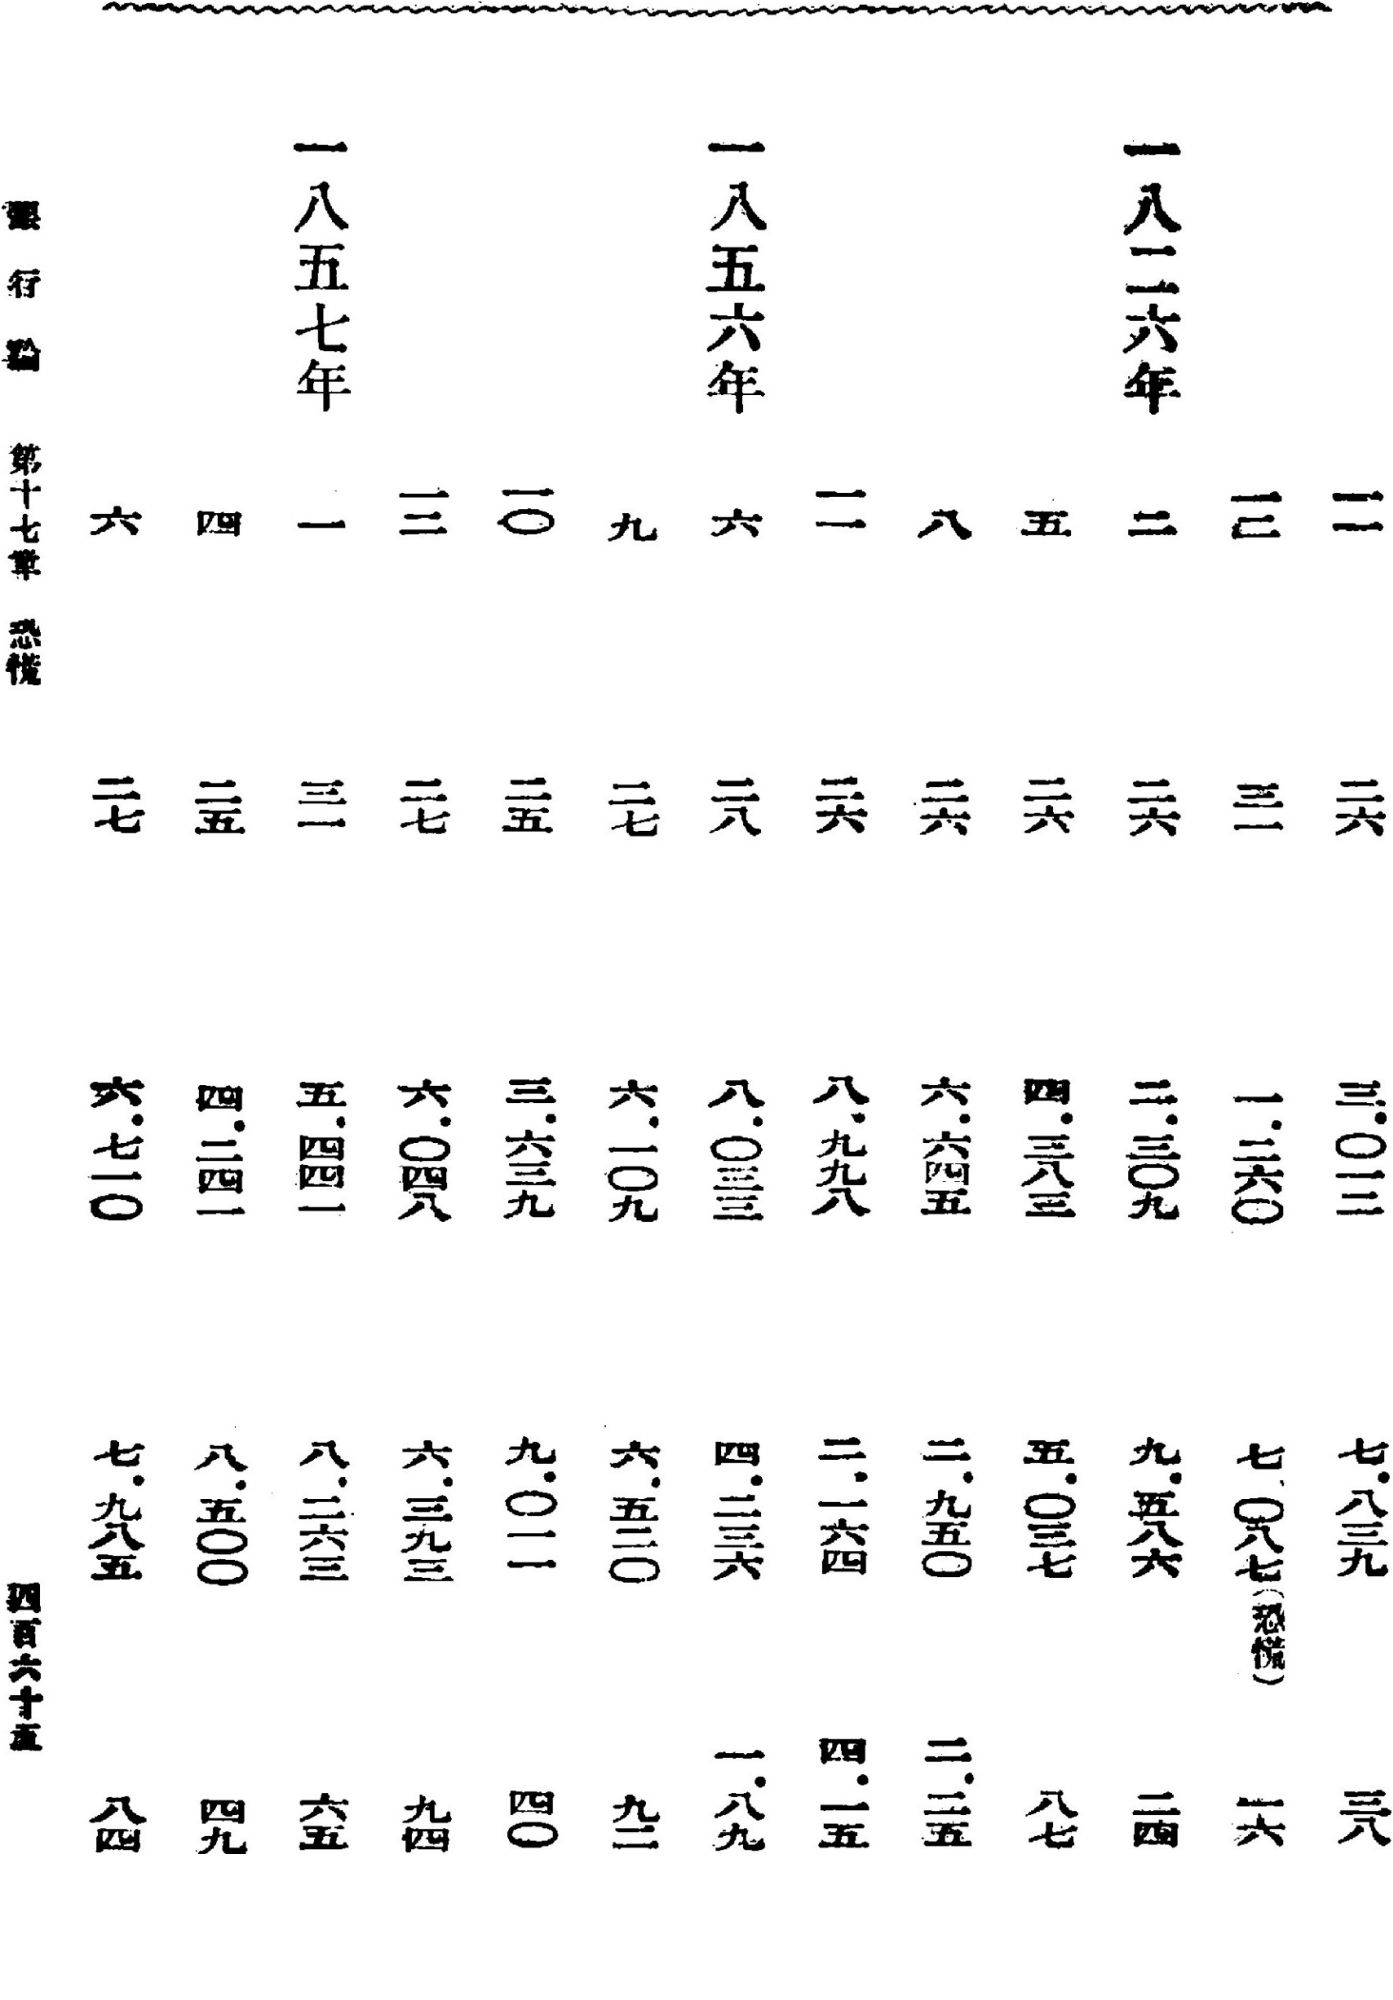 一一　二六　三.〇一二　七.八三九　三八
一二　三一　一.二六〇　七.〇八七(恐慌)　一六
一八二六年　二　二六　二.三〇九　九.五八六　二四
五　二六　四.三八三　五.〇三七　八七
八　二六　六.六四五　二.九五〇　二.二五
一一　二六　八.九九八　二.一六四　四.一五
一八五六年　六　二八　八.〇三三　四.二三六　一.八九
九　二七　六.一〇九　六.五二〇　九二
一〇　二五　三.六三九　九.〇一一　四〇
一二　二七　六.〇四八　六.三九三　九四
一八五七年　一　三一　五.四四一　八.二六三　六五
四　二五　四.二四一　八.五〇〇　四九
六　二七　六.七一〇　七.九八五　八四
銀行論　第十七章　恐慌　四百六十五